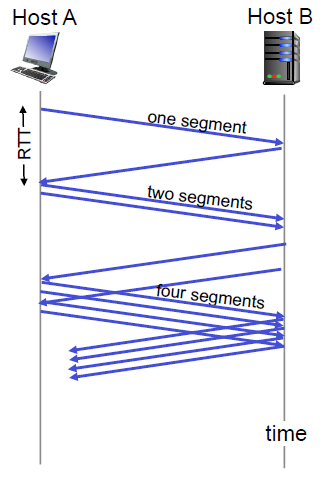 Host A
Host B
RTT
one segment
two segments
four segments
time